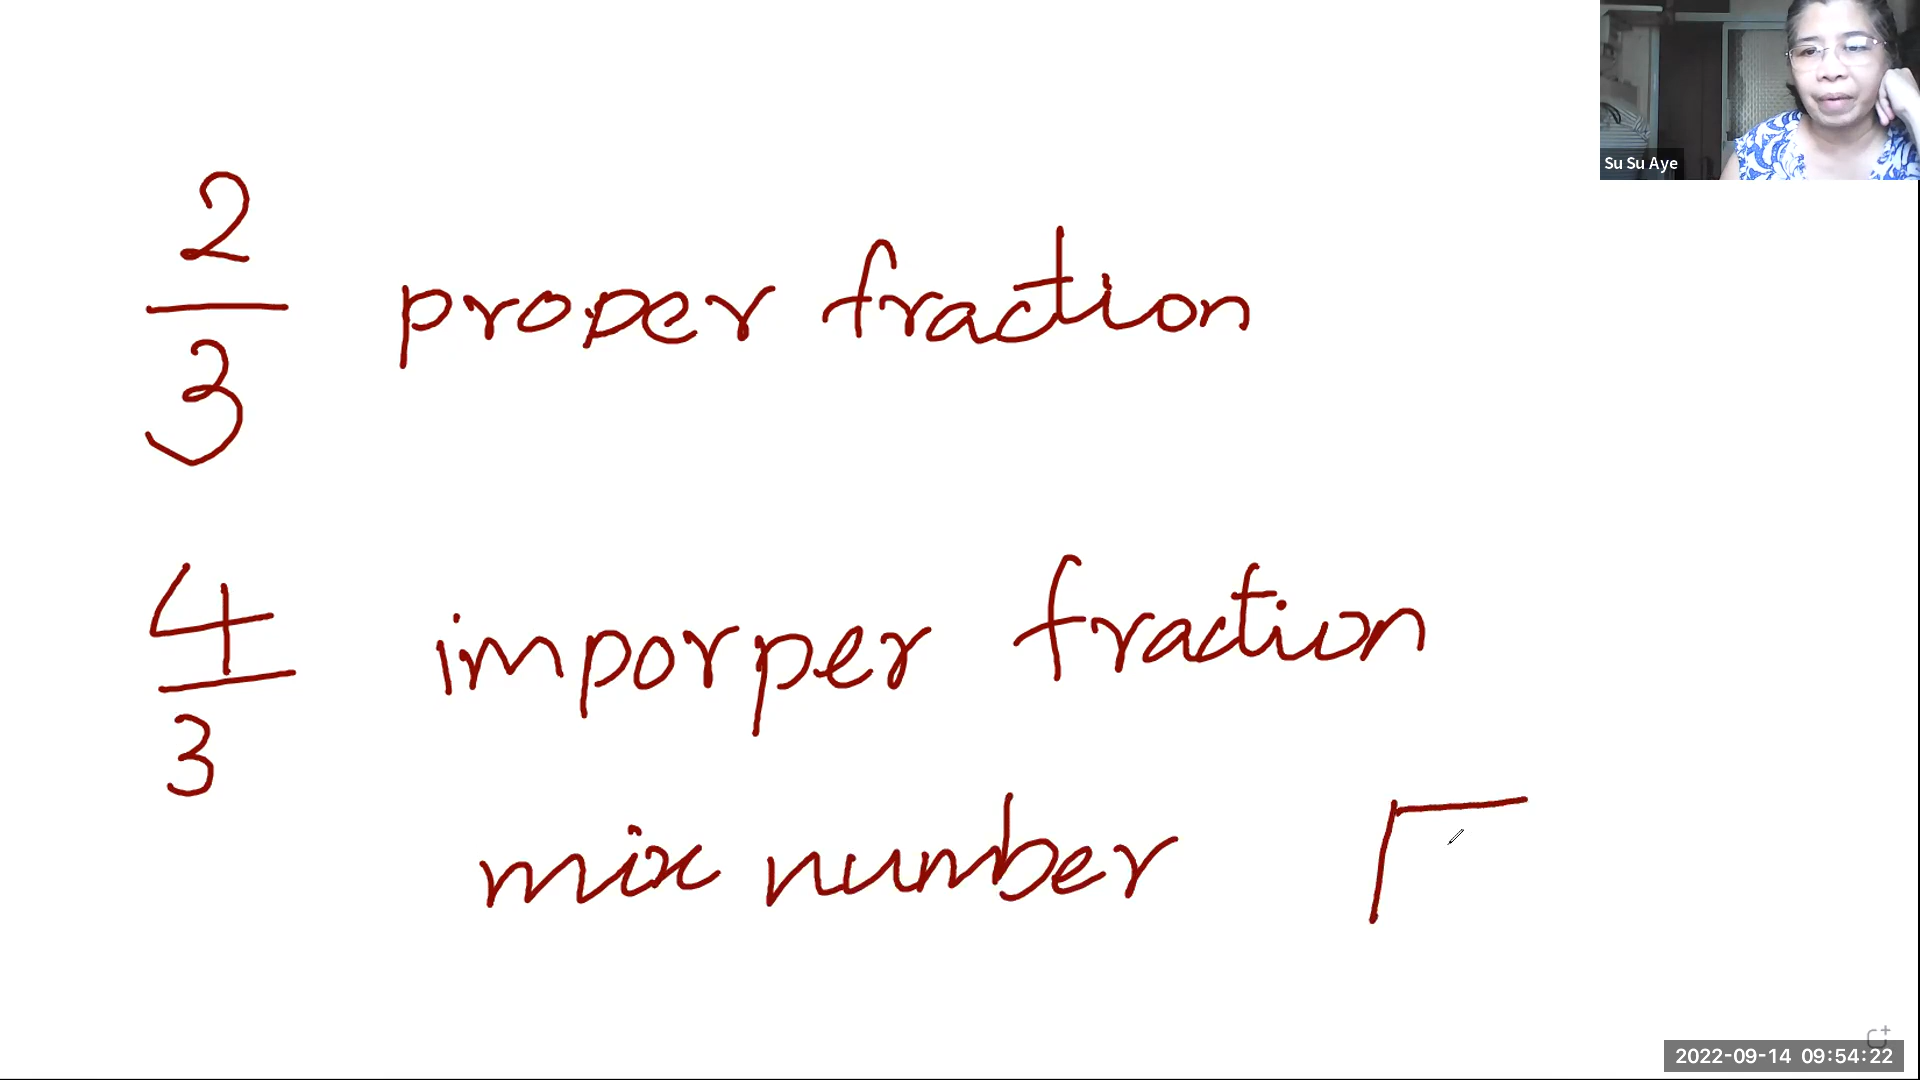 Su Su Aye
2/3 proper fraction
4/3 imporper fraction
mix number
2022-09-14 09:54:22